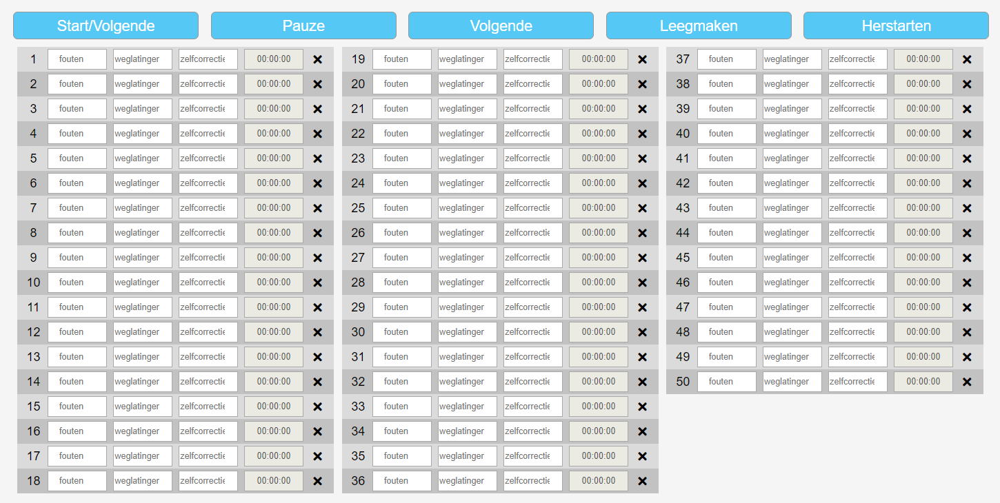 Start/Volgende Pauze Volgende Leegmaken Herstarten
1 fouten weglatinger zelfcorrectie 00:00:00 × 19 fouten weglatinger zelfcorrectie 00:00:00 × 37 fouten weglatinger zelfcorrectie 00:00:00 ×
2 fouten weglatinger zelfcorrectie 00:00:00 × 20 fouten weglatinger zelfcorrectie 00:00:00 × 38 fouten weglatinger zelfcorrectie 00:00:00 ×
3 fouten weglatinger zelfcorrectie 00:00:00 × 21 fouten weglatinger zelfcorrectie 00:00:00 × 39 fouten weglatinger zelfcorrectie 00:00:00 ×
4 fouten weglatinger zelfcorrectie 00:00:00 × 22 fouten weglatinger zelfcorrectie 00:00:00 × 40 fouten weglatinger zelfcorrectie 00:00:00 ×
5 fouten weglatinger zelfcorrectie 00:00:00 × 23 fouten weglatinger zelfcorrectie 00:00:00 × 41 fouten weglatinger zelfcorrectie 00:00:00 ×
6 fouten weglatinger zelfcorrectie 00:00:00 × 24 fouten weglatinger zelfcorrectie 00:00:00 × 42 fouten weglatinger zelfcorrectie 00:00:00 ×
7 fouten weglatinger zelfcorrectie 00:00:00 × 25 fouten weglatinger zelfcorrectie 00:00:00 × 43 fouten weglatinger zelfcorrectie 00:00:00 ×
8 fouten weglatinger zelfcorrectie 00:00:00 × 26 fouten weglatinger zelfcorrectie 00:00:00 × 44 fouten weglatinger zelfcorrectie 00:00:00 ×
9 fouten weglatinger zelfcorrectie 00:00:00 × 27 fouten weglatinger zelfcorrectie 00:00:00 × 45 fouten weglatinger zelfcorrectie 00:00:00 ×
10 fouten weglatinger zelfcorrectie 00:00:00 × 28 fouten weglatinger zelfcorrectie 00:00:00 × 46 fouten weglatinger zelfcorrectie 00:00:00 ×
11 fouten weglatinger zelfcorrectie 00:00:00 × 29 fouten weglatinger zelfcorrectie 00:00:00 × 47 fouten weglatinger zelfcorrectie 00:00:00 ×
12 fouten weglatinger zelfcorrectie 00:00:00 × 30 fouten weglatinger zelfcorrectie 00:00:00 × 48 fouten weglatinger zelfcorrectie 00:00:00 ×
13 fouten weglatinger zelfcorrectie 00:00:00 × 31 fouten weglatinger zelfcorrectie 00:00:00 × 49 fouten weglatinger zelfcorrectie 00:00:00 ×
14 fouten weglatinger zelfcorrectie 00:00:00 × 32 fouten weglatinger zelfcorrectie 00:00:00 × 50 fouten weglatinger zelfcorrectie 00:00:00 ×
15 fouten weglatinger zelfcorrectie 00:00:00 × 33 fouten weglatinger zelfcorrectie 00:00:00 ×
16 fouten weglatinger zelfcorrectie 00:00:00 × 34 fouten weglatinger zelfcorrectie 00:00:00 ×
17 fouten weglatinger zelfcorrectie 00:00:00 × 35 fouten weglatinger zelfcorrectie 00:00:00 ×
18 fouten weglatinger zelfcorrectie 00:00:00 × 36 fouten weglatinger zelfcorrectie 00:00:00 ×